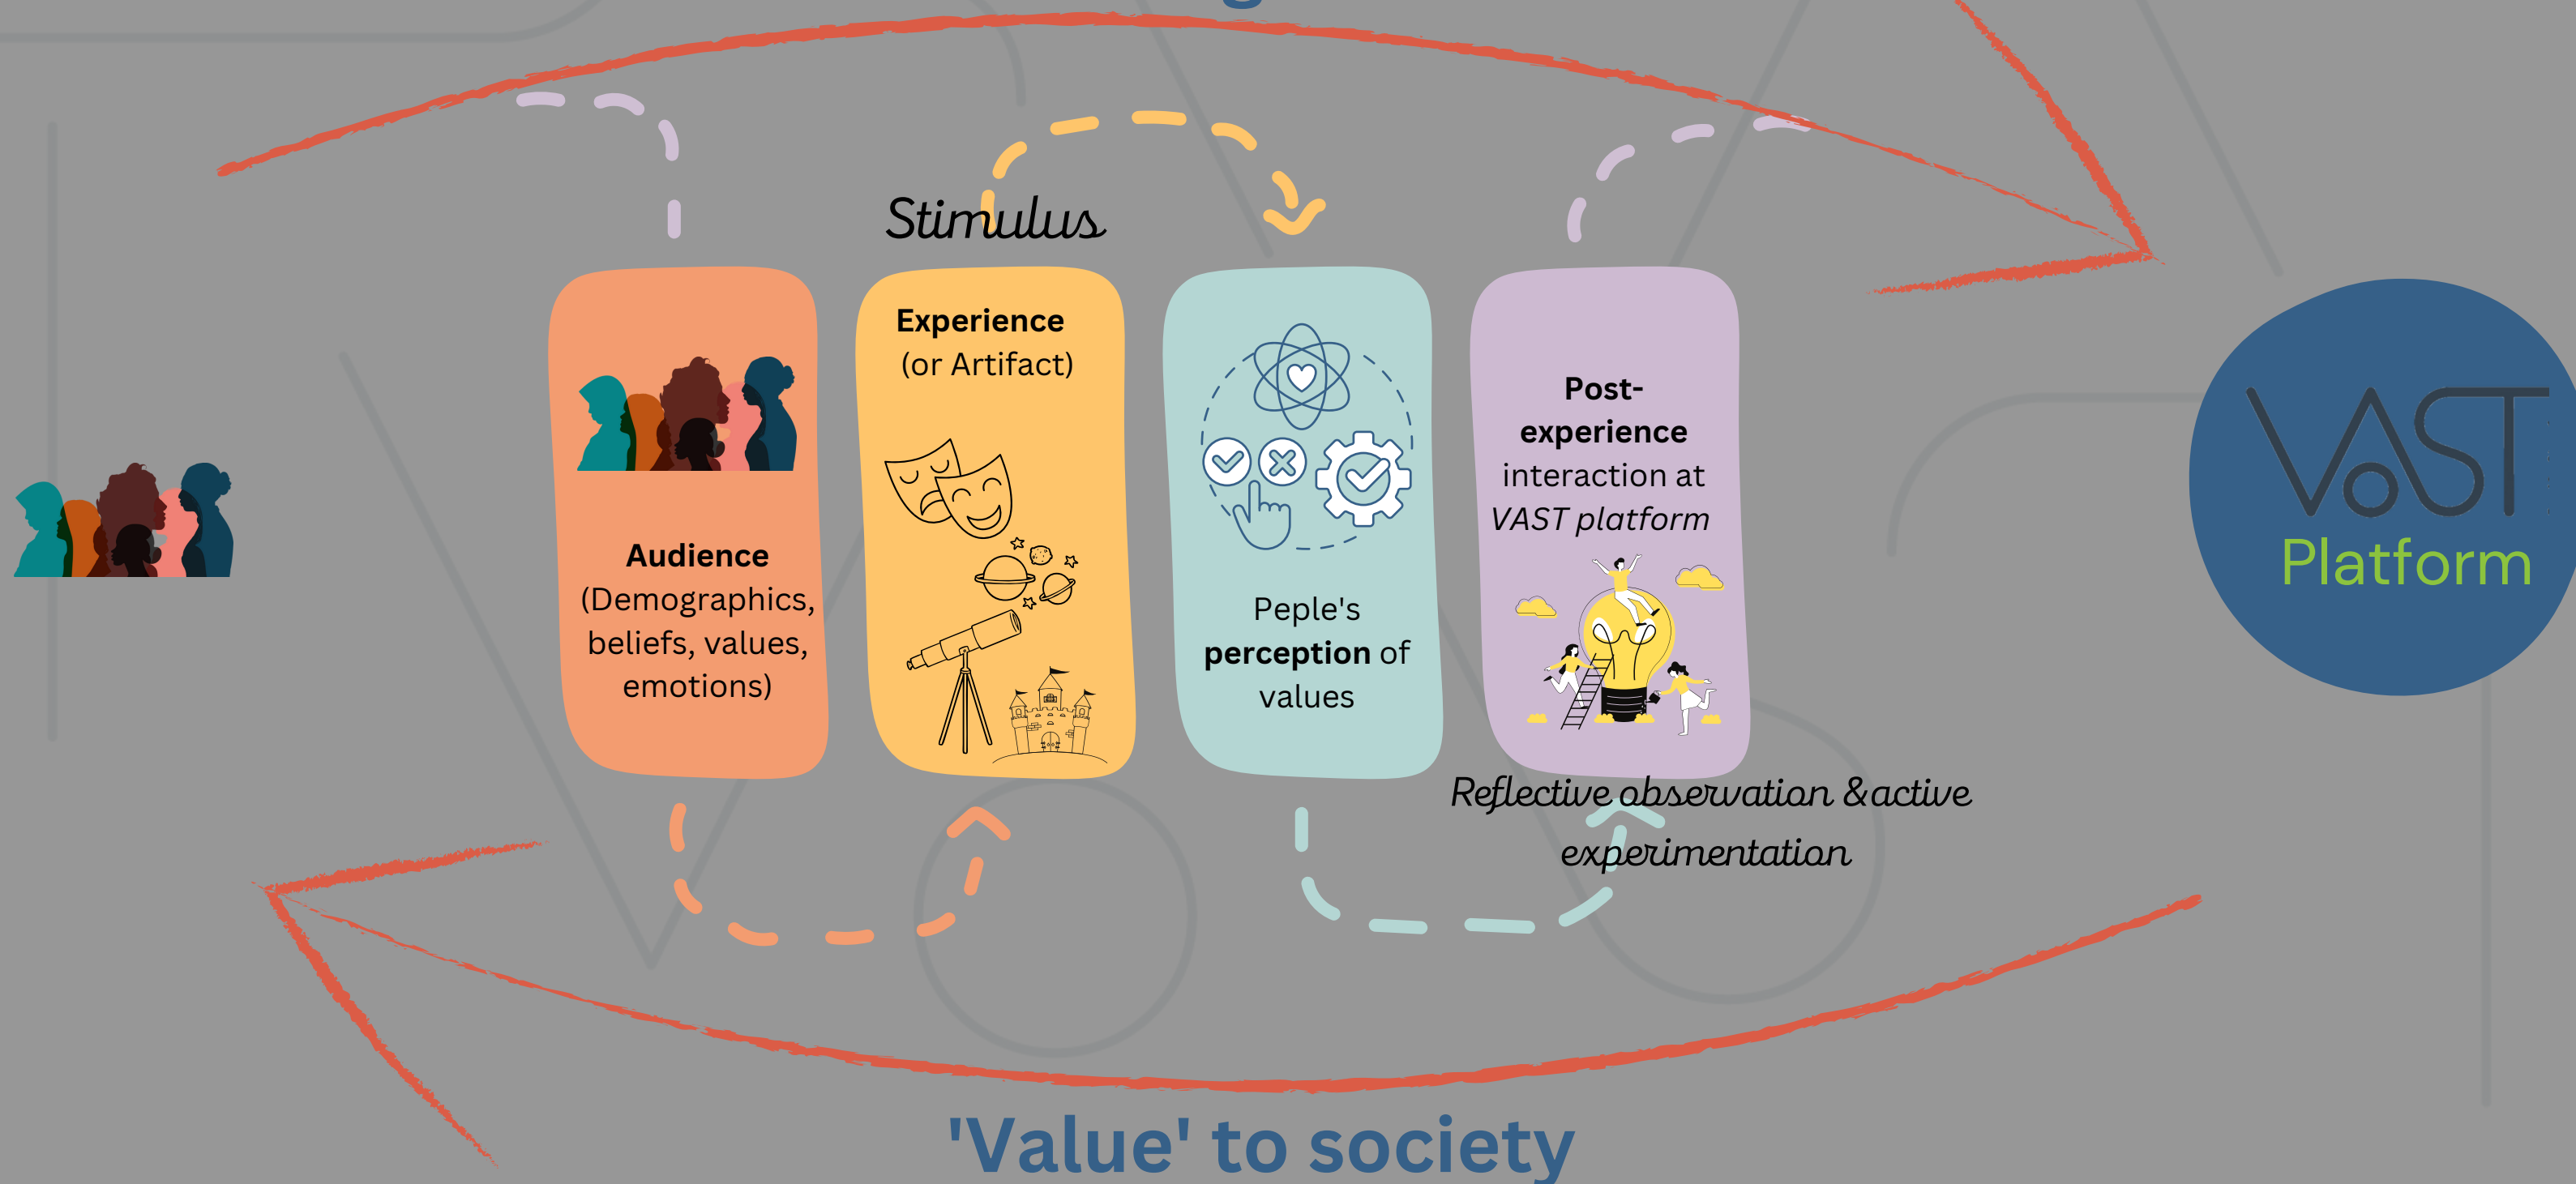 Stimulus
Audience
(Demographics,
beliefs, values,
emotions)
Experience
(or Artifact)
Peple's
perception of
values
Post-
experience
interaction at
VAST platform
Reflective observation &active
experimentation
VAST
Platform
'Value' to society